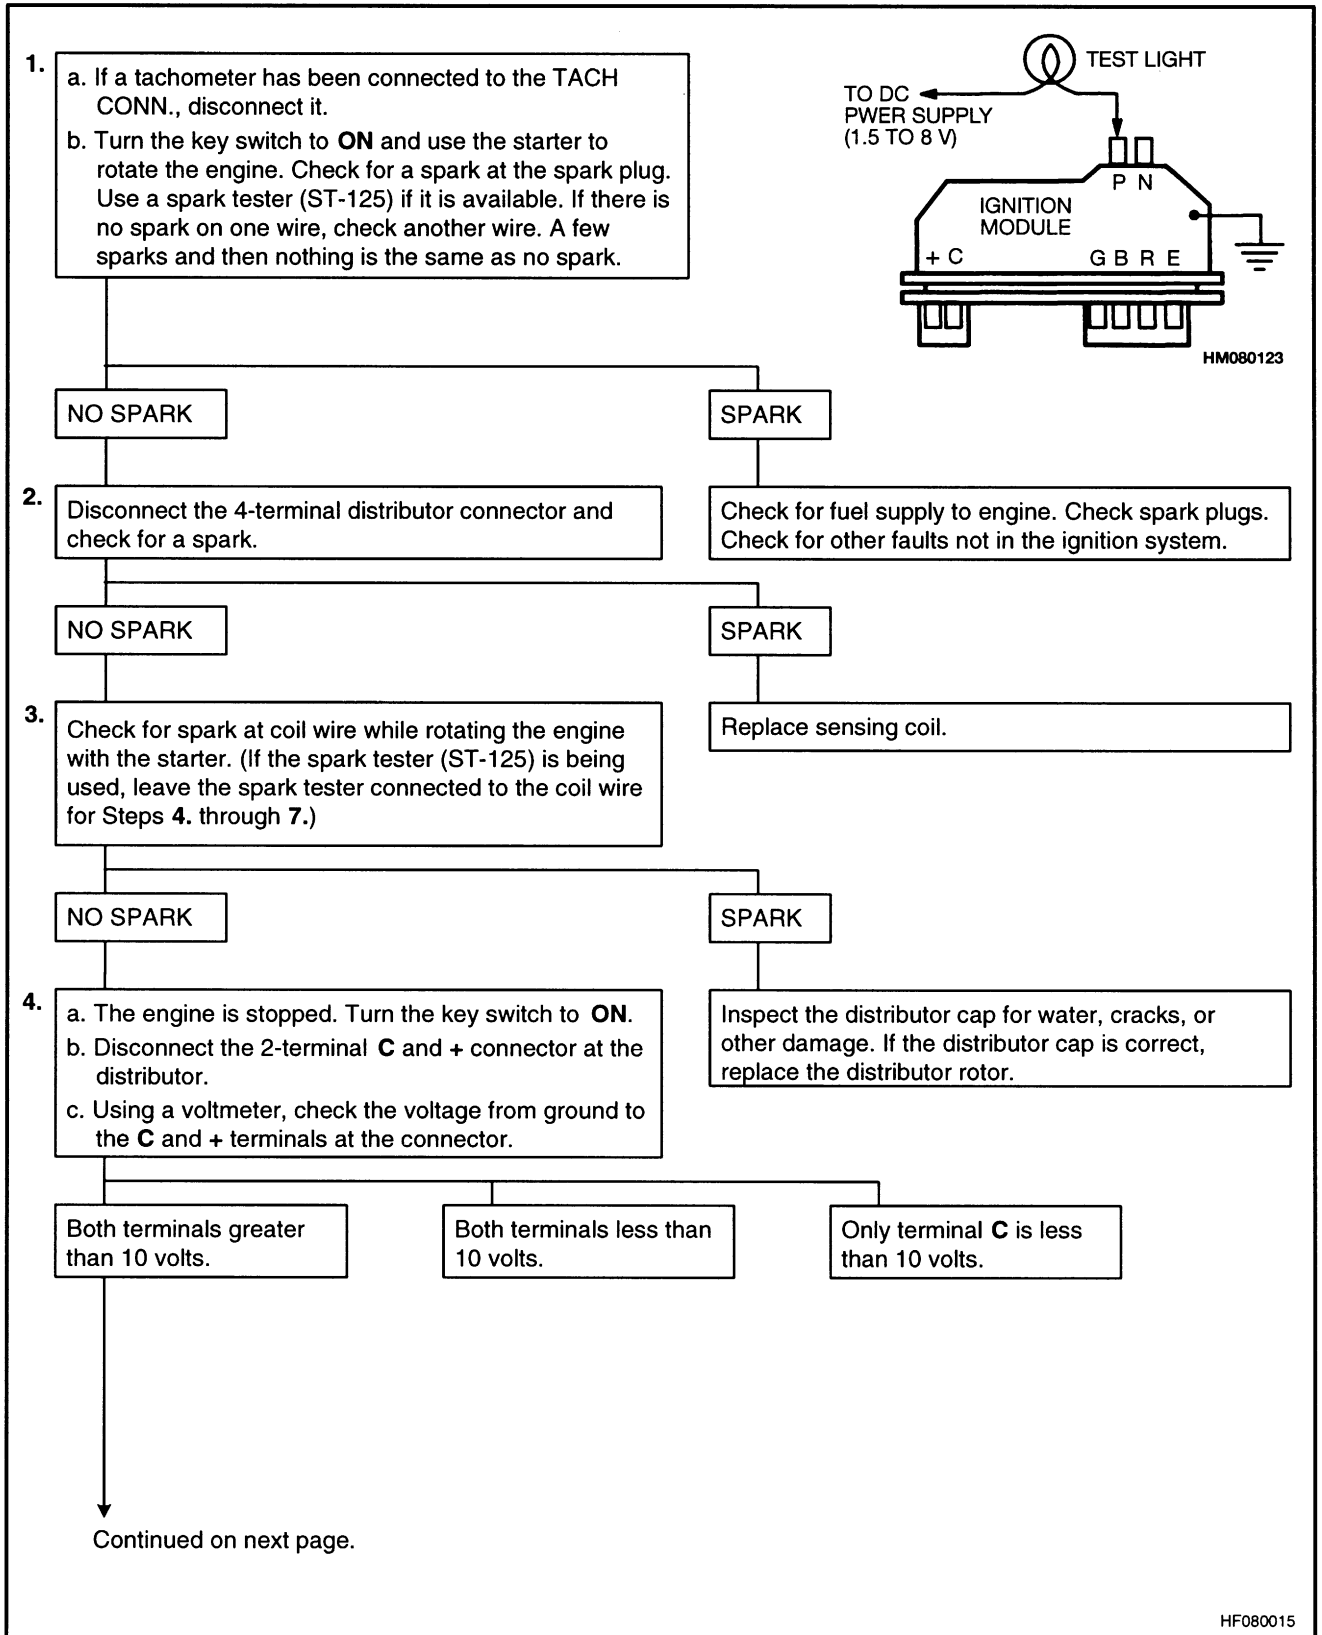 1.
a. If a tachometer has been connected to the TACH
CONN., disconnect it.
b. Turn the key switch to ON and use the starter to
rotate the engine. Check for a spark at the spark plug.
Use a spark tester (ST-125) if it is available. If there is
no spark on one wire, check another wire. A few
sparks and then nothing is the same as no spark.
TEST LIGHT
TO DC
PWER SUPPLY
(1.5 TO 8 V)
P N
IGNITION
MODULE
+ C G B R E
HM080123
NO SPARK
SPARK
2.
Disconnect the 4-terminal distributor connector and
check for a spark.
Check for fuel supply to engine. Check spark plugs.
Check for other faults not in the ignition system.
NO SPARK
SPARK
3.
Check for spark at coil wire while rotating the engine
with the starter. (If the spark tester (ST-125) is being
used, leave the spark tester connected to the coil wire
for Steps 4. through 7.)
Replace sensing coil.
NO SPARK
SPARK
4.
a. The engine is stopped. Turn the key switch to ON.
b. Disconnect the 2-terminal C and + connector at the
distributor.
c. Using a voltmeter, check the voltage from ground to
the C and + terminals at the connector.
Inspect the distributor cap for water, cracks, or
other damage. If the distributor cap is correct,
replace the distributor rotor.
Both terminals greater
than 10 volts.
Both terminals less than
10 volts.
Only terminal C is less
than 10 volts.
Continued on next page.
HF080015